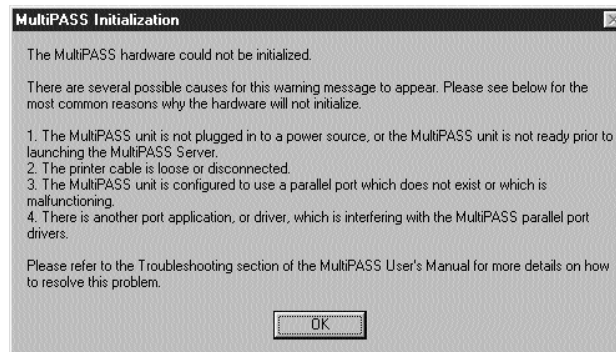 MultiPASS Initialization
The MultiPASS hardware could not be initialized.
There are several possible causes for this warning message to appear. Please see below for the
most common reasons why the hardware will not initialize.
1. The MultiPASS unit is not plugged in to a power source, or the MultiPASS unit is not ready prior to
launching the MultiPASS Server.
2. The printer cable is loose or disconnected.
3. The MultiPASS unit is configured to use a parallel port which does not exist or which is
malfunctioning.
4. There is another port application, or driver, which is interfering with the MultiPASS parallel port
drivers.
Please refer to the Troubleshooting section of the MultiPASS User's Manual for more details on how
to resolve this problem.
OK